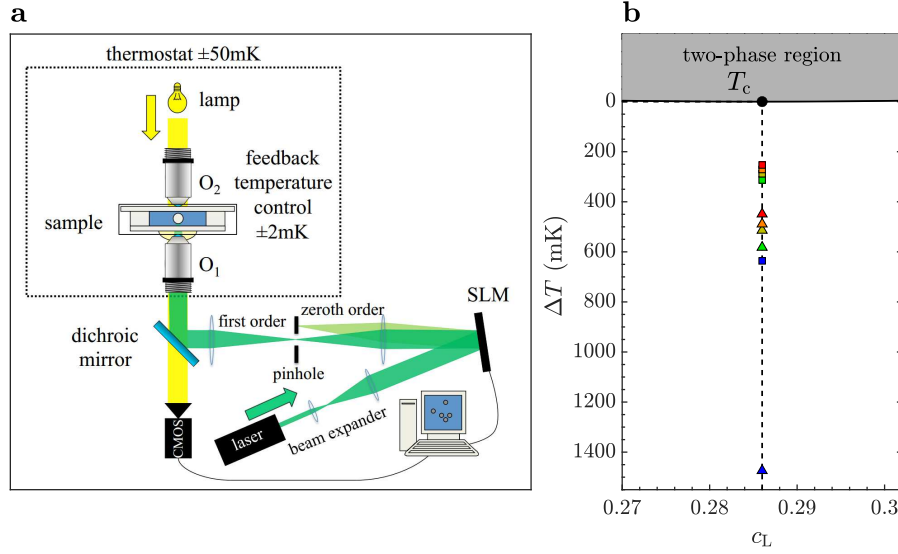 a
thermostat ±50mK
lamp
O2
feedback
temperature
control
±2mK
sample
O1
SLM
zeroth order
first order
dichroic
mirror
pinhole
laser
beam expander
CMOS
b
two-phase region
Tc
0
200
400
600
800
1000
1200
1400
ΔT (mK)
0.27
0.28
0.29
0.3
cL